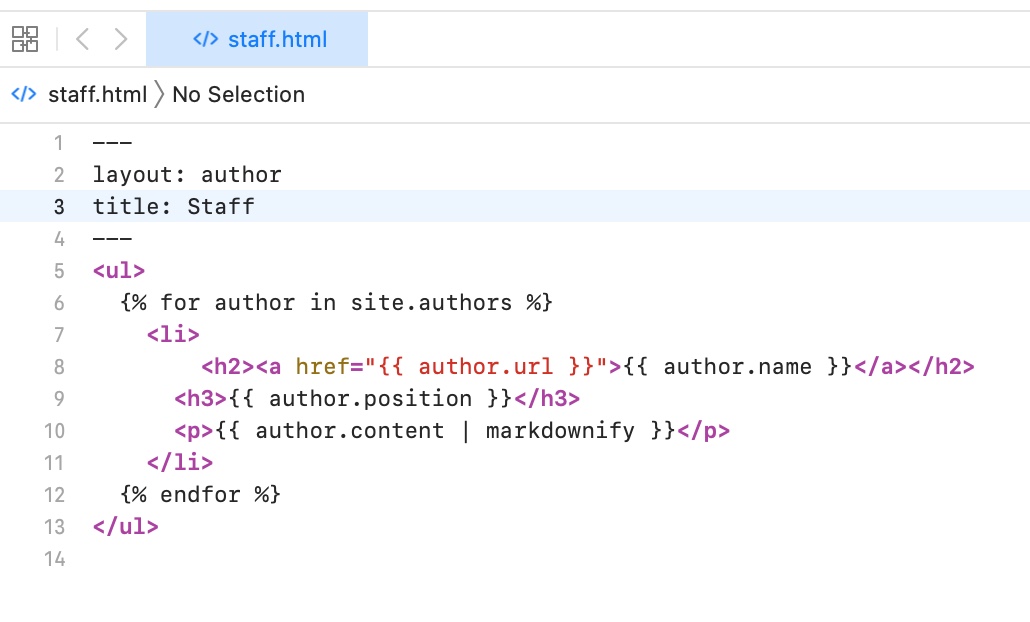 </> staff.html
</> staff.html > No Selection
1 ---
2 layout: author
3 title: Staff
4 ---
5 <ul>
6   {% for author in site.authors %}
7     <li>
8         <h2><a href="{{ author.url }}">{{ author.name }}</a></h2>
9       <h3>{{ author.position }}</h3>
10       <p>{{ author.content | markdownify }}</p>
11     </li>
12   {% endfor %}
13 </ul>
14